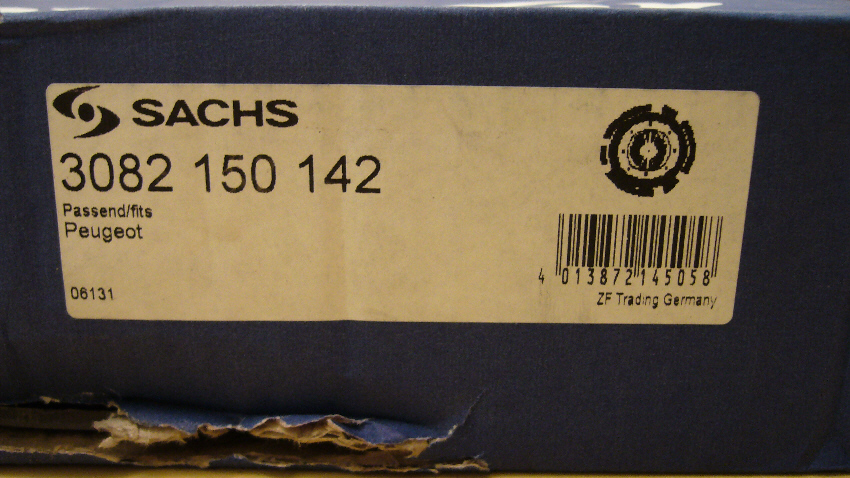 SACHS
3082 150 142
Passend/fits
Peugeot
06131
4 013872 145058
ZF Trading Germany